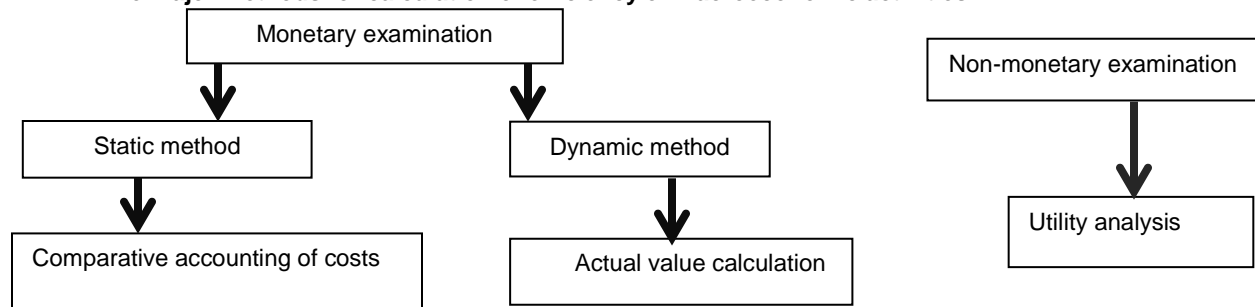 Monetary examination
Non-monetary examination
Static method
Dynamic method
Utility analysis
Comparative accounting of costs
Actual value calculation